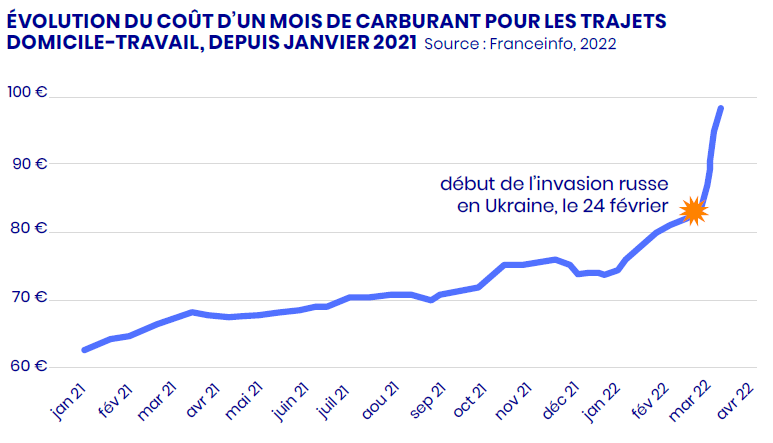 ÉVOLUTION DU COÛT D'UN MOIS DE CARBURANT POUR LES TRAJETS
DOMICILE-TRAVAIL, DEPUIS JANVIER 2021 Source : Franceinfo, 2022
100 €
90 €
début de l'invasion russe
en Ukraine, le 24 février
80 €
70 €
60 €
jan 21
fév 21
mar 21
avr 21
mai 21
juin 21
juil 21
aou 21
sep 21
oct 21
nov 21
déc 21
jan 22
fév 22
mar 22
avr 22